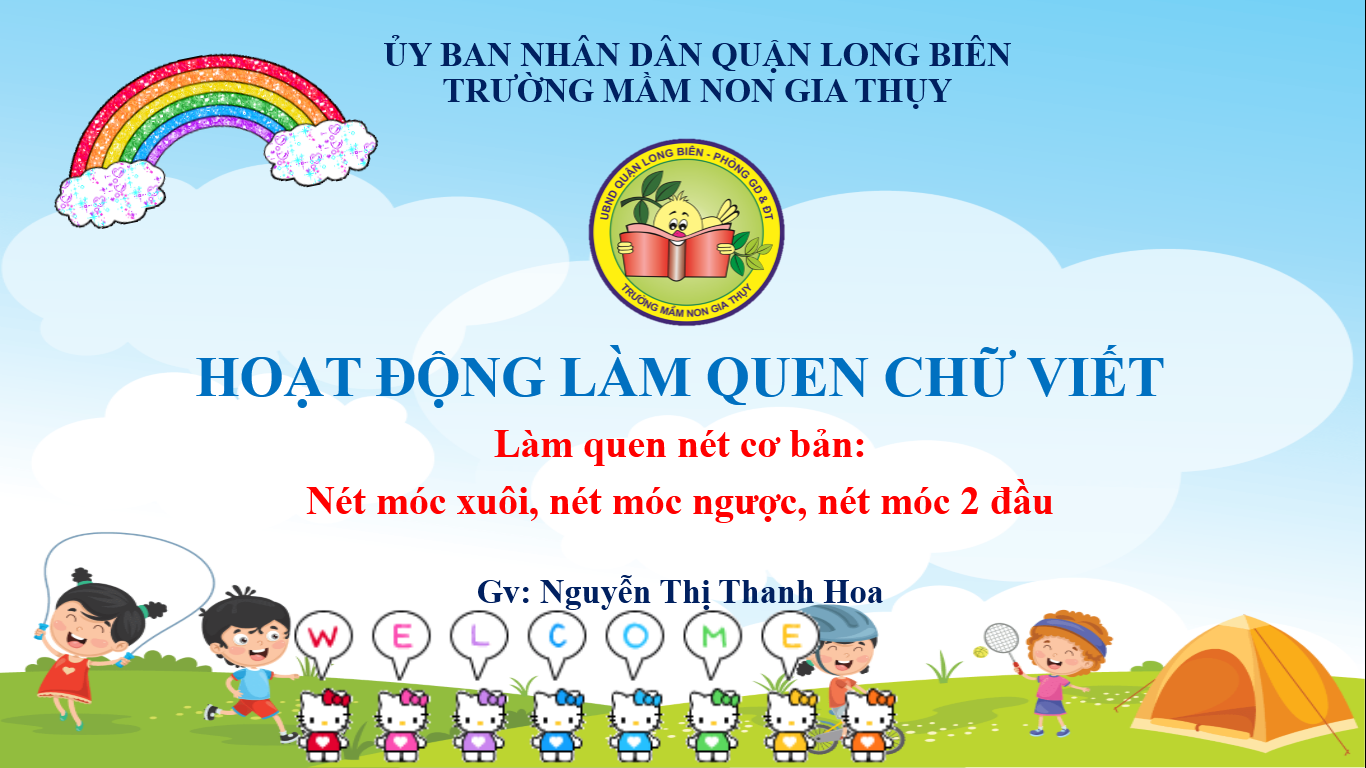 ỦY BAN NHÂN DÂN QUẬN LONG BIÊN
TRƯỜNG MẦM NON GIA THỤY
UBND QUẬN LONG BIÊN - PHÒNG GD & ĐT
TRƯỜNG MẦM NON GIA THỤY
HOẠT ĐỘNG LÀM QUEN CHỮ VIẾT
Làm quen nét cơ bản:
Nét móc xuôi, nét móc ngược, nét móc 2 đầu
Gv: Nguyễn Thị Thanh Hoa
WELCOME